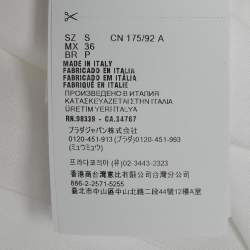 SZ S CN 175/92 A
MX 36
BR P
MADE IN ITALY
FABRICADO EN ITALIA
FABRICADO EM ITÁLIA
FABRIQUÉ EN ITALIE
ПРОИЗВЕДЕНО В ИТАЛИЯ
ΚΑΤΑΣΚΕΥΑΖΕΤΑΙ ΣΤΗΝ ΙΤΑΛΙΑ
ÜRETIM YERI ITALYA
RN.98339 - CA.34767
プラダジャパン株式会社
0120-451-913 (プラダ) 0120-451-993
(ミュウミュウ)
프라다코리아 (유) 02-3443-2323
香港商台灣普比有限公司台灣分公司
886-2-2571-5255
臺北市中山區中山北路二段44號12樓A室